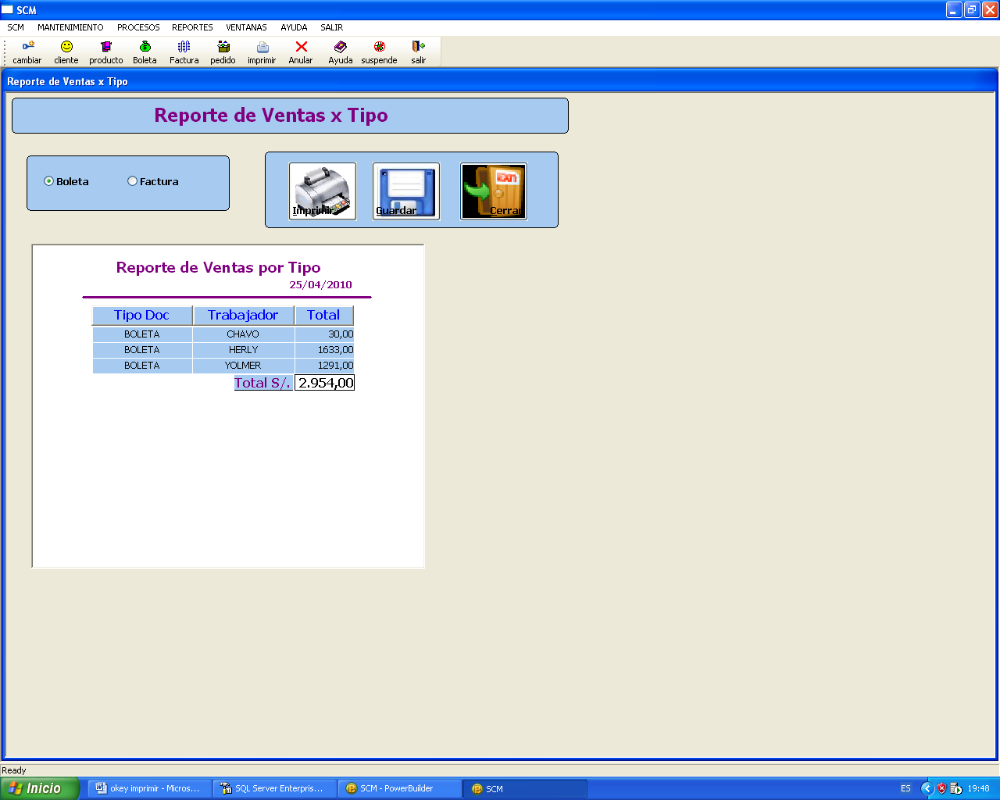 SCM
SCM MANTENIMIENTO PROCESOS REPORTES VENTANAS AYUDA SALIR
cambiar cliente producto Boleta Factura pedido imprimir Anular Ayuda suspende salir
Reporte de Ventas x Tipo
Reporte de Ventas x Tipo
Boleta Factura
EXIT
Imprimir Guardar Cerrar
Reporte de Ventas por Tipo
25/04/2010
Tipo Doc Trabajador Total
BOLETA CHAVO 30,00
BOLETA HERLY 1633,00
BOLETA YOLMER 1291,00
Total S/. 2.954,00
Ready
Inicio okey imprimir - Micros... SQL Server Enterpris... SCM - PowerBuilder SCM ES 19:48